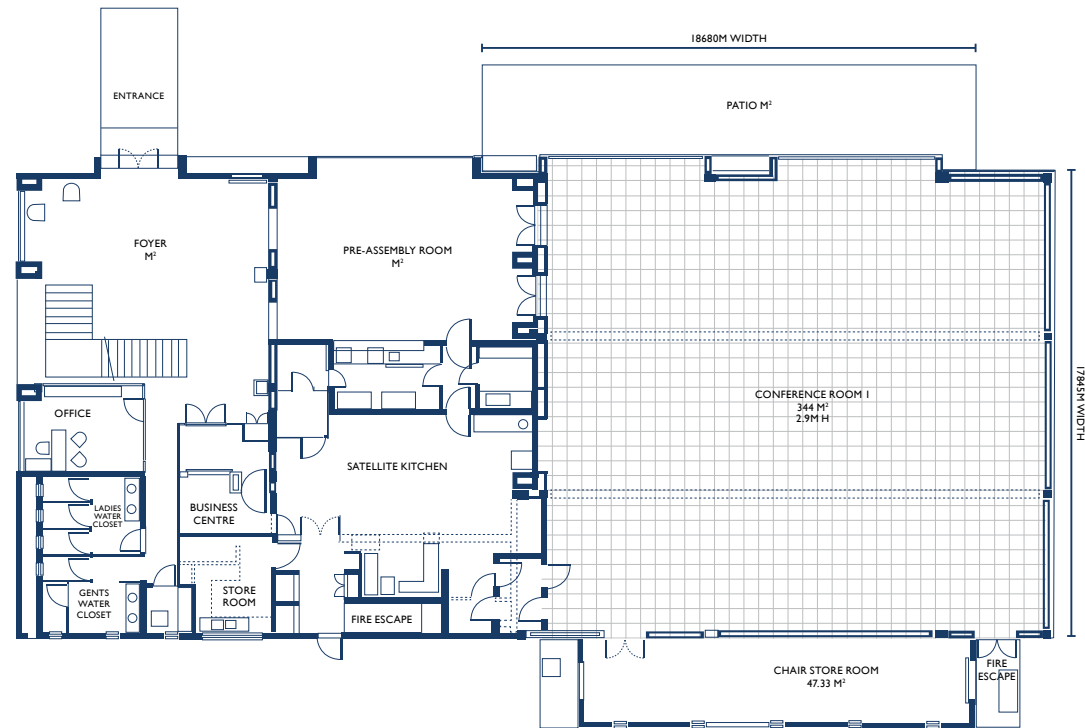 18680M WIDTH
ENTRANCE
PATIO M²
FOYER
M²
PRE-ASSEMBLY ROOM
M²
17845M WIDTH
CONFERENCE ROOM 1
344 M²
2.9M H
OFFICE
SATELLITE KITCHEN
LADIES
WATER
CLOSET
BUSINESS
CENTRE
GENTS
WATER
CLOSET
STORE
ROOM
FIRE ESCAPE
CHAIR STORE ROOM
47.33 M²
FIRE
ESCAPE